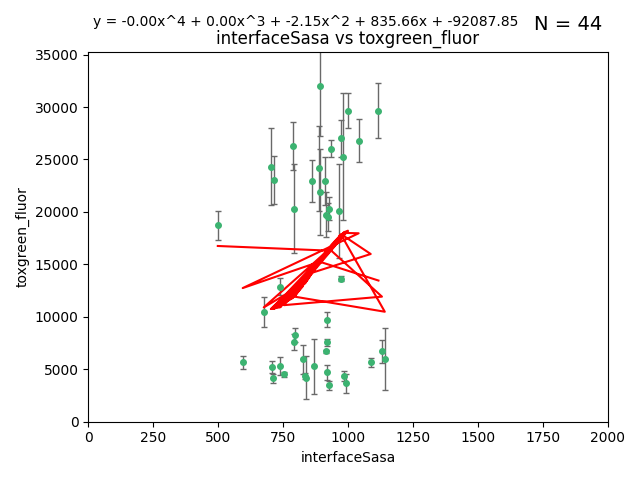 y = -0.00x^4 + 0.00x^3 + -2.15x^2 + 835.66x + -92087.85
N = 44
interfaceSasa vs toxgreen_fluor
35000
30000
25000
20000
15000
10000
5000
0
toxgreen_fluor
0 250 500 750 1000 1250 1500 1750 2000
interfaceSasa